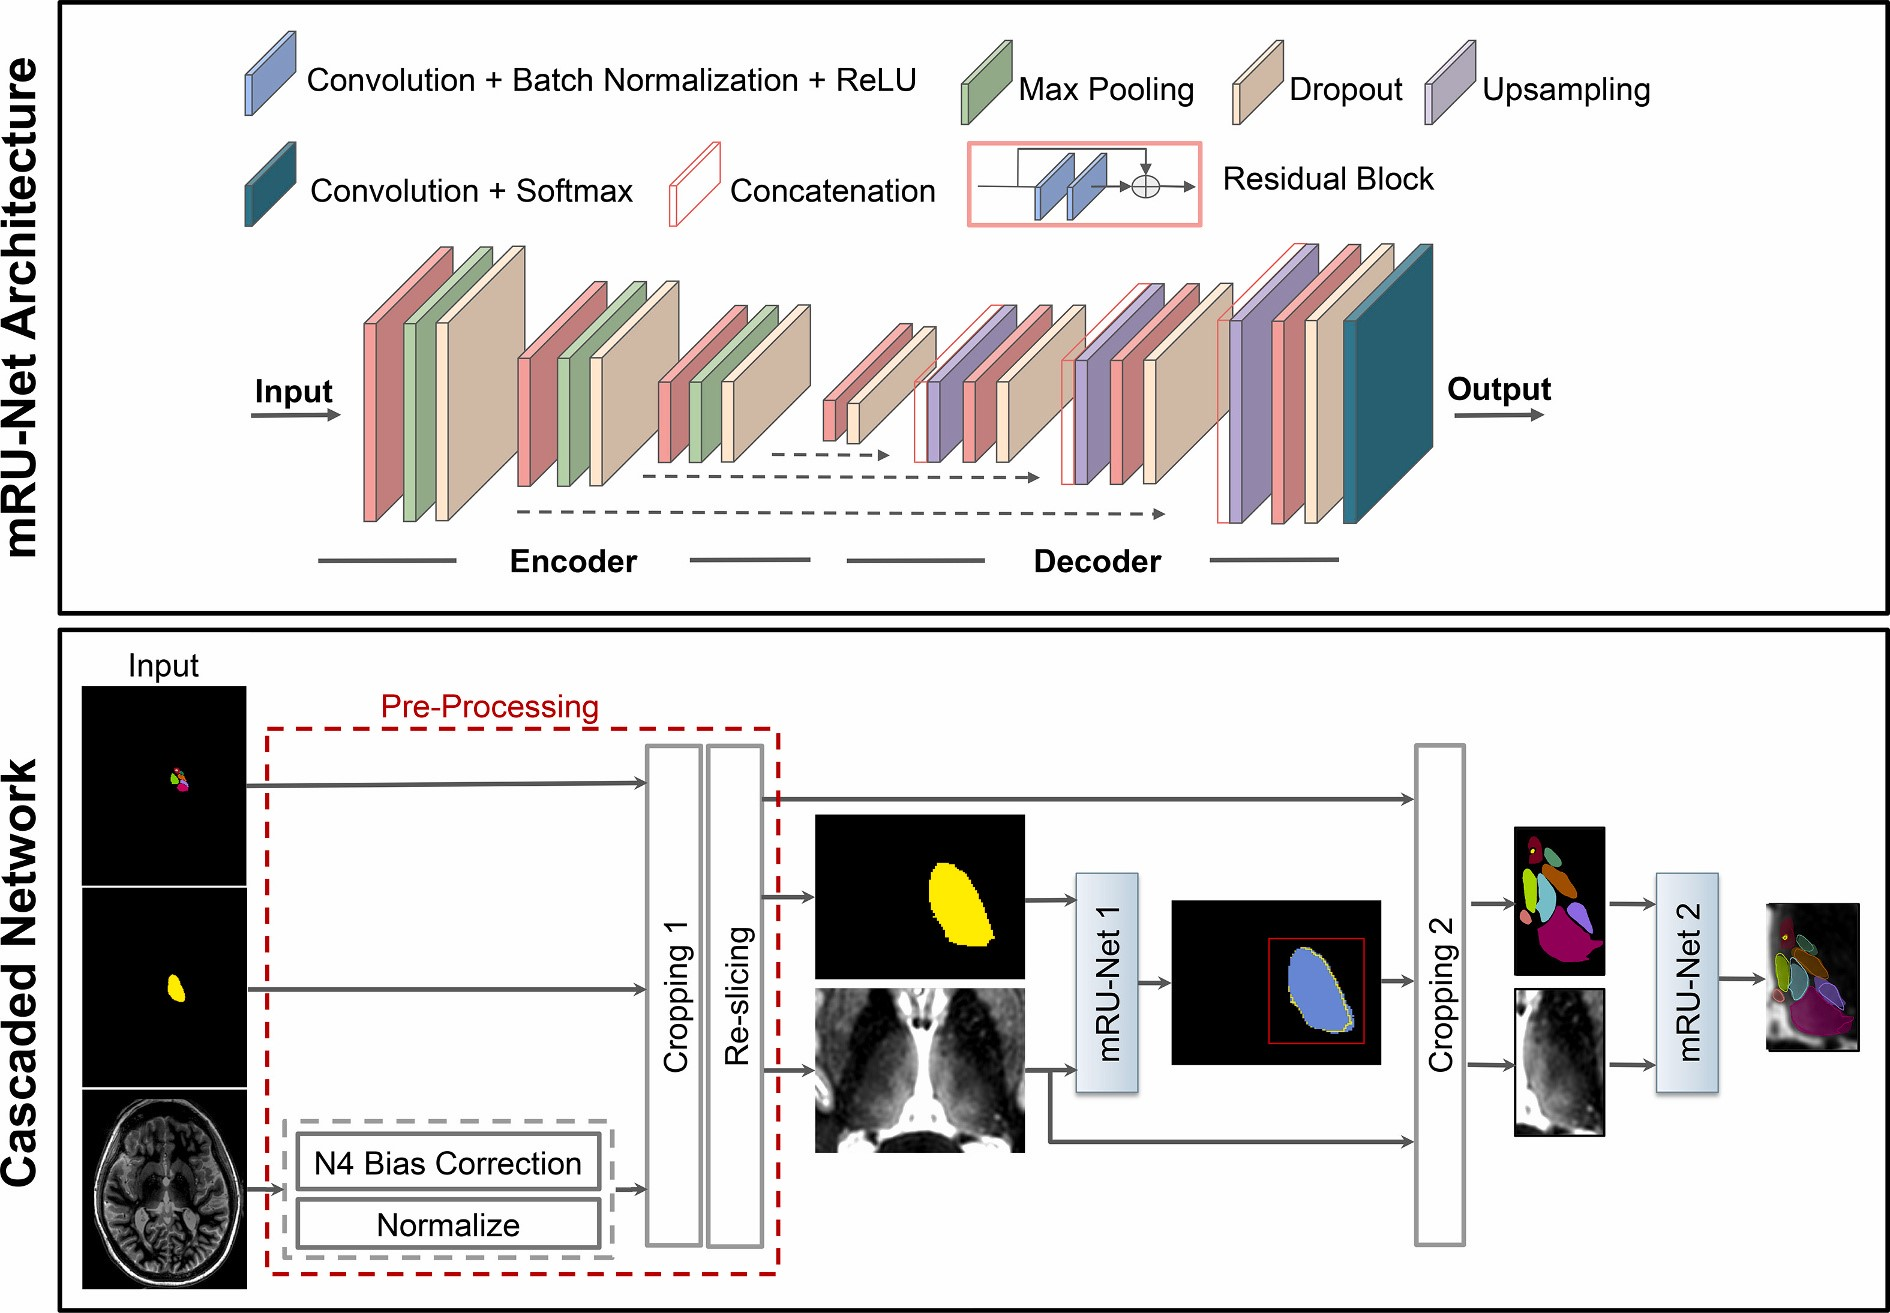 mRU-Net Architecture
Convolution + Batch Normalization + ReLU
Max Pooling
Dropout
Upsampling
Convolution + Softmax
Concatenation
Residual Block
Input
Output
Encoder
Decoder
Cascaded Network
Input
Pre-Processing
N4 Bias Correction
Normalize
Cropping 1
Re-slicing
mRU-Net 1
Cropping 2
mRU-Net 2